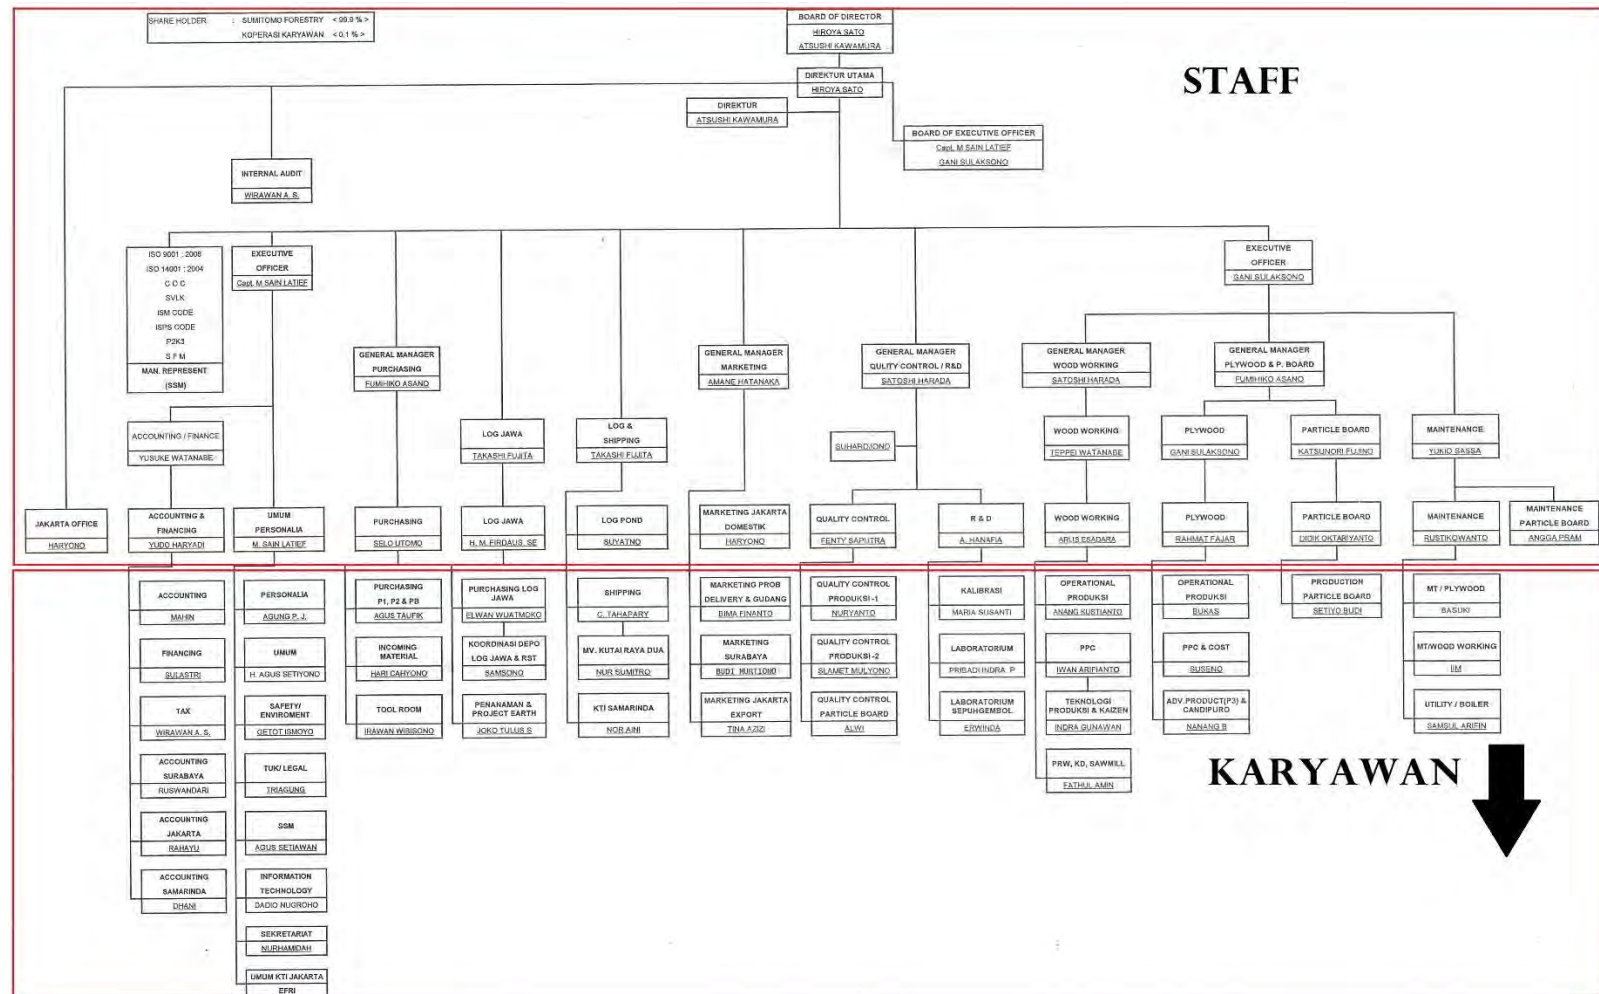 SHARE HOLDER : SUMITOMO FORESTRY < 99.9 % >
KOPERASI KARYAWAN < 0,1 % >
BOARD OF DIRECTOR
HIROYA SATO
ATSUSHI KAWAMURA
STAFF
DIREKTUR UTAMA
HIROYA SATO
DIREKTUR
ATSUSHI KAWAMURA
BOARD OF EXECUTIVE OFFICER
Capt. M SAIN LATIEF
GANI SULAKSONO
INTERNAL AUDIT
WIRAWAN A. S.
ISO 9001 : 2008
ISO 14001 : 2004
C O C
SVLK
ISM CODE
ISPS CODE
P2K3
S F M
MAN. REPRESENT
(SSM)
EXECUTIVE
OFFICER
Capt. M SAIN LATIEF
EXECUTIVE
OFFICER
GANI SULAKSONO
GENERAL MANAGER
PURCHASING
FUMIHIKO ASANO
GENERAL MANAGER
MARKETING
AMANE HATANAKA
GENERAL MANAGER
QULITY CONTROL / R&D
SATOSHI HARADA
GENERAL MANAGER
WOOD WORKING
SATOSHI HARADA
GENERAL MANAGER
PLYWOOD & P. BOARD
FUMIHIKO ASANO
ACCOUNTING / FINANCE
YUSUKE WATANABE
LOG JAWA
TAKASHI FUJITA
LOG &
SHIPPING
TAKASHI FUJITA
SUHARDJONO
WOOD WORKING
TEPPEI WATANABE
PLYWOOD
GANI SULAKSONO
PARTICLE BOARD
KATSUNORI FUJINO
MAINTENANCE
YUKIO SASSA
JAKARTA OFFICE
HARYONO
ACCOUNTING &
FINANCING
YUDO HARYADI
UMUM
PERSONALIA
M. SAIN LATIEF
PURCHASING
SELO UTOMO
LOG JAWA
H. M. FIRDAUS, SE
LOG POND
SUYATNO
MARKETING JAKARTA
DOMESTIK
HARYONO
QUALITY CONTROL
FENTY SAPUTRA
R & D
A. HANAFIA
WOOD WORKING
ARLIS ESADARA
PLYWOOD
RAHMAT FAJAR
PARTICLE BOARD
DIDIK OKTARIYANTO
MAINTENANCE
RUSTIKOWANTO
MAINTENANCE
PARTICLE BOARD
ANGGA PRAM
ACCOUNTING
MAHIN
PERSONALIA
AGUNG P. J.
PURCHASING
P1, P2 & PB
AGUS TAUFIK
PURCHASING LOG
JAWA
ELWAN WIJATMOKO
SHIPPING
C. TAHAPARY
MARKETING PROB
DELIVERY & GUDANG
BIMA FINANTO
QUALITY CONTROL
PRODUKSI -1
NURYANTO
KALIBRASI
MARIA SUSANTI
OPERATIONAL
PRODUKSI
ANANG KUSTIANTO
OPERATIONAL
PRODUKSI
BUKAS
PRODUCTION
PARTICLE BOARD
SETIYO BUDI
MT / PLYWOOD
BASUKI
FINANCING
SULASTRI
UMUM
H. AGUS SETIYONO
INCOMING
MATERIAL
HARI CAHYONO
KOORDINASI DEPO
LOG JAWA & RST
SAMSONO
MV. KUTAI RAYA DUA
NUR SUMITRO
MARKETING
SURABAYA
BUDI MURTIONO
QUALITY CONTROL
PRODUKSI -2
SLAMET MULYONO
LABORATORIUM
PRIBADI INDRA P
PPC
IWAN ARIFIANTO
PPC & COST
SUSENO
MT/WOOD WORKING
IIM
TAX
WIRAWAN A. S.
SAFETY/
ENVIROMENT
GETOT ISMOYO
TOOL ROOM
IRAWAN WIBISONO
PENANAMAN &
PROJECT EARTH
JOKO TULUS S
KTI SAMARINDA
NOR AINI
MARKETING JAKARTA
EXPORT
TINA AZIZI
QUALITY CONTROL
PARTICLE BOARD
ALWI
LABORATORIUM
SEPUHGEMBOL
ERWINDA
TEKNOLOGI
PRODUKSI & KAIZEN
INDRA GUNAWAN
ADV.PRODUCT(P3) &
CANDIPURO
NANANG B
UTILITY / BOILER
SAMSUL ARIFIN
ACCOUNTING
SURABAYA
RUSWANDARI
TUK/ LEGAL
TRIAGUNG
PRW, KD, SAWMILL
FATHUL AMIN
KARYAWAN
ACCOUNTING
JAKARTA
RAHAYU
SSM
AGUS SETIAWAN
ACCOUNTING
SAMARINDA
DHANI
INFORMATION
TECHNOLOGY
DADIO NUGROHO
SEKRETARIAT
NURHAMIDAH
UMUM KTI JAKARTA
EFRI